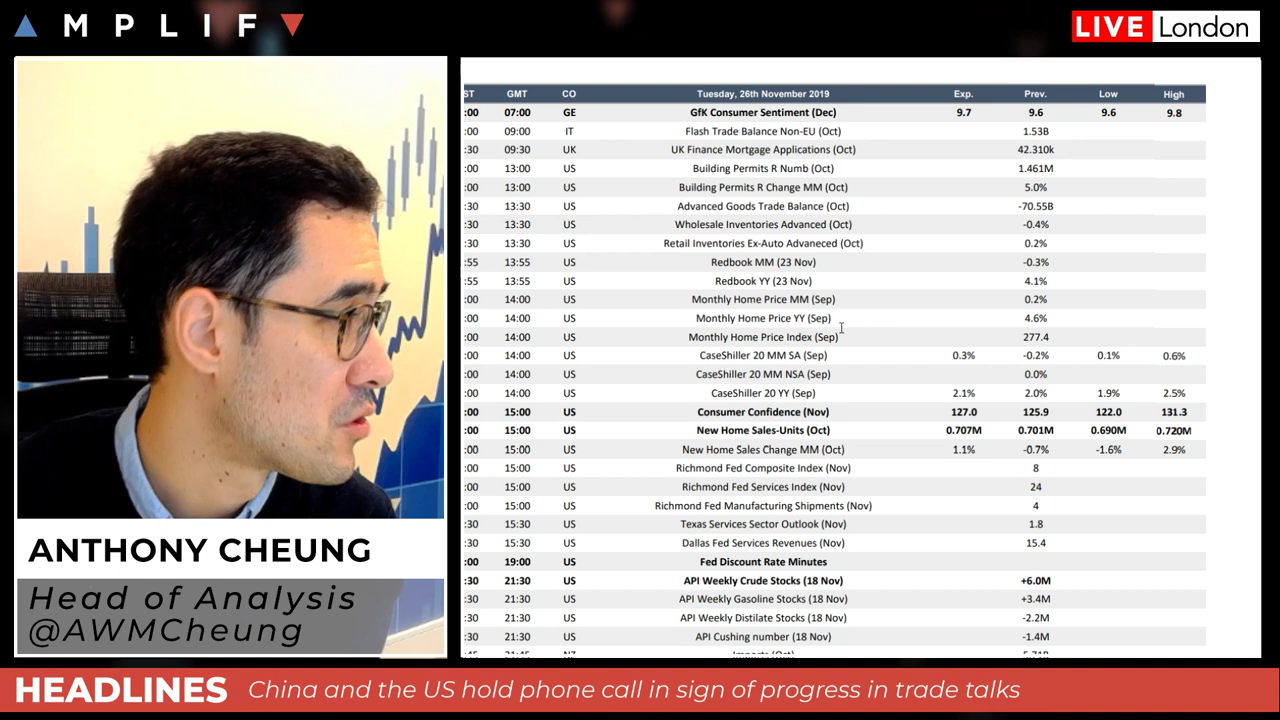 AMPLIFY
LIVE London
ST GMT CO Tuesday, 26th November 2019 Exp. Prev. Low High
:00 07:00 GE GfK Consumer Sentiment (Dec) 9.7 9.6 9.6 9.8
:00 09:00 IT Flash Trade Balance Non-EU (Oct) 1.53B
:30 09:30 UK UK Finance Mortgage Applications (Oct) 42.310k
:00 13:00 US Building Permits R Numb (Oct) 1.461M
:00 13:00 US Building Permits R Change MM (Oct) 5.0%
:30 13:30 US Advanced Goods Trade Balance (Oct) -70.55B
:30 13:30 US Wholesale Inventories Advanced (Oct) -0.4%
:30 13:30 US Retail Inventories Ex-Auto Advaneced (Oct) 0.2%
:55 13:55 US Redbook MM (23 Nov) -0.3%
:55 13:55 US Redbook YY (23 Nov) 4.1%
:00 14:00 US Monthly Home Price MM (Sep) 0.2%
:00 14:00 US Monthly Home Price YY (Sep) 4.6%
:00 14:00 US Monthly Home Price Index (Sep) 277.4
:00 14:00 US CaseShiller 20 MM SA (Sep) 0.3% -0.2% 0.1% 0.6%
:00 14:00 US CaseShiller 20 MM NSA (Sep) 0.0%
:00 14:00 US CaseShiller 20 YY (Sep) 2.1% 2.0% 1.9% 2.5%
:00 15:00 US Consumer Confidence (Nov) 127.0 125.9 122.0 131.3
:00 15:00 US New Home Sales-Units (Oct) 0.707M 0.701M 0.690M 0.720M
:00 15:00 US New Home Sales Change MM (Oct) 1.1% -0.7% -1.6% 2.9%
:00 15:00 US Richmond Fed Composite Index (Nov) 8
:00 15:00 US Richmond Fed Services Index (Nov) 24
:00 15:00 US Richmond Fed Manufacturing Shipments (Nov) 4
:30 15:30 US Texas Services Sector Outlook (Nov) 1.8
:30 15:30 US Dallas Fed Services Revenues (Nov) 15.4
:00 19:00 US Fed Discount Rate Minutes
:30 21:30 US API Weekly Crude Stocks (18 Nov) +6.0M
:30 21:30 US API Weekly Gasoline Stocks (18 Nov) +3.4M
:30 21:30 US API Weekly Distilate Stocks (18 Nov) -2.2M
:30 21:30 US API Cushing number (18 Nov) -1.4M
ANTHONY CHEUNG
Head of Analysis
@AWMCheung
HEADLINES China and the US hold phone call in sign of progress in trade talks